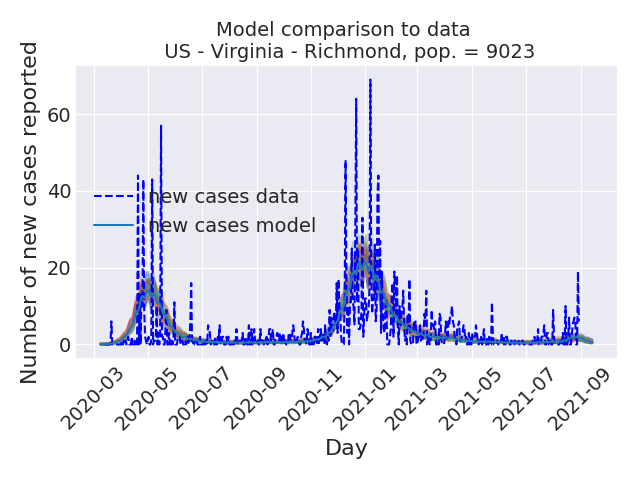 Model comparison to data
US - Virginia - Richmond, pop. = 9023
Number of new cases reported
60
40
20
0
new cases data
new cases model
2020-03
2020-05
2020-07
2020-09
2020-11
2021-01
2021-03
2021-05
2021-07
2021-09
Day